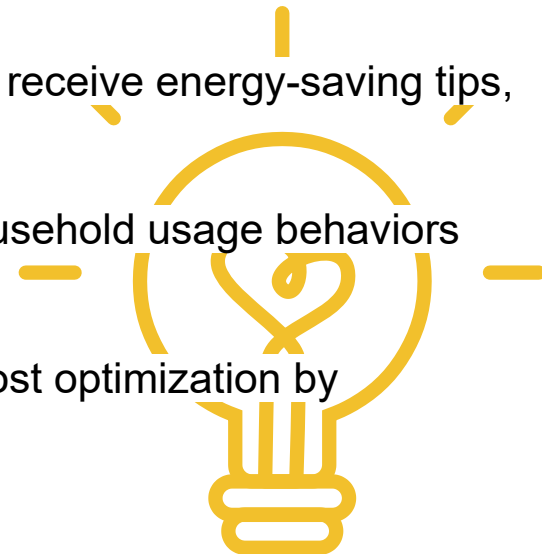 receive energy-saving tips,
usehold usage behaviors
ost optimization by